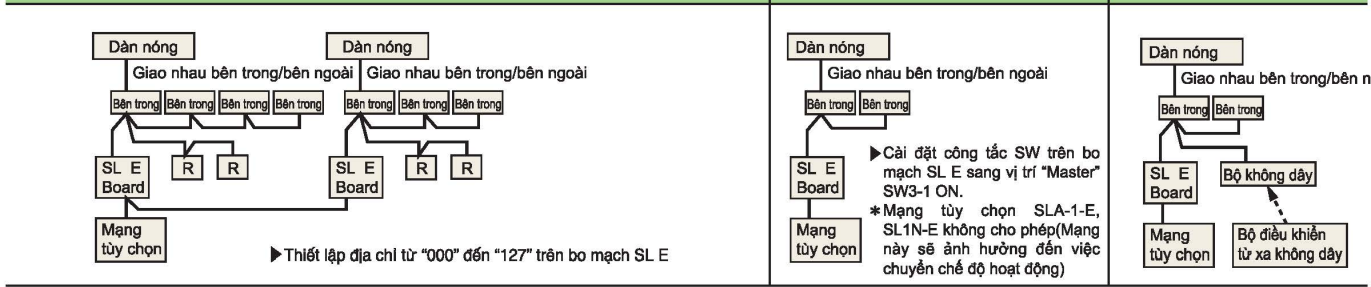 Dàn nóng
Giao nhau bên trong/bên ngoài
Bên trong Bên trong Bên trong Bên trong
SL E
Board
R R
Mạng
tùy chọn
Dàn nóng
Giao nhau bên trong/bên ngoài
Bên trong Bên trong Bên trong
SL E
Board
R R
▶Thiết lập địa chỉ từ “000” đến “127” trên bo mạch SL E
Dàn nóng
Giao nhau bên trong/bên ngoài
Bên trong Bên trong
SL E
Board
Mạng
tùy chọn
▶Cài đặt công tắc SW trên bo
mạch SL E sang vị trí “Master”
SW3-1 ON.
*Mạng tùy chọn SLA-1-E,
SL1N-E không cho phép(Mạng
này sẽ ảnh hưởng đến việc
chuyển chế độ hoạt động)
Dàn nóng
Giao nhau bên trong/bên n
Bên trong Bên trong
SL E
Board
Bộ không dây
Mạng
tùy chọn
Bộ điều khiển
từ xa không dây